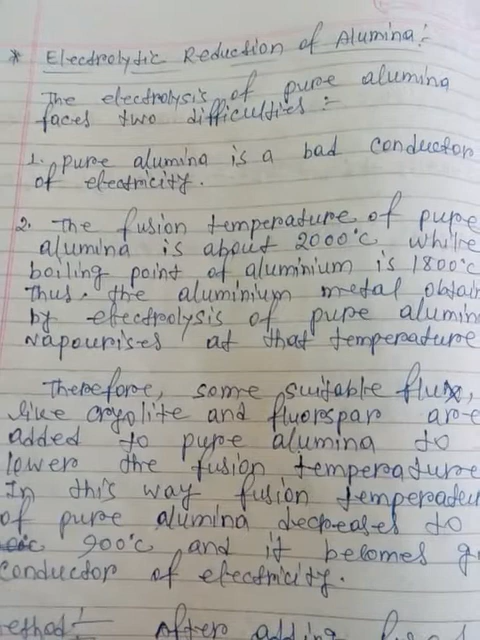 * Electrolytic Reduction of Alumina:-
The electrolysis of pure alumina
faces two difficulties:-
1. pure alumina is a bad conductor
of electricity.
2. The fusion temperature of pure
alumina is about 2000°c while
boiling point of aluminium is 1800°c
Thus, the aluminium metal obtain
by electrolysis of pure alumin
vapourises at that temperature
Therefore, some suitable flux,
like cryolite and fluorspar are
added to pure alumina to
lower the fusion temperature
In this way fusion temperatu
of pure alumina decreases to
900°c and it becomes g
conductor of electricity.
ethod:- After adding